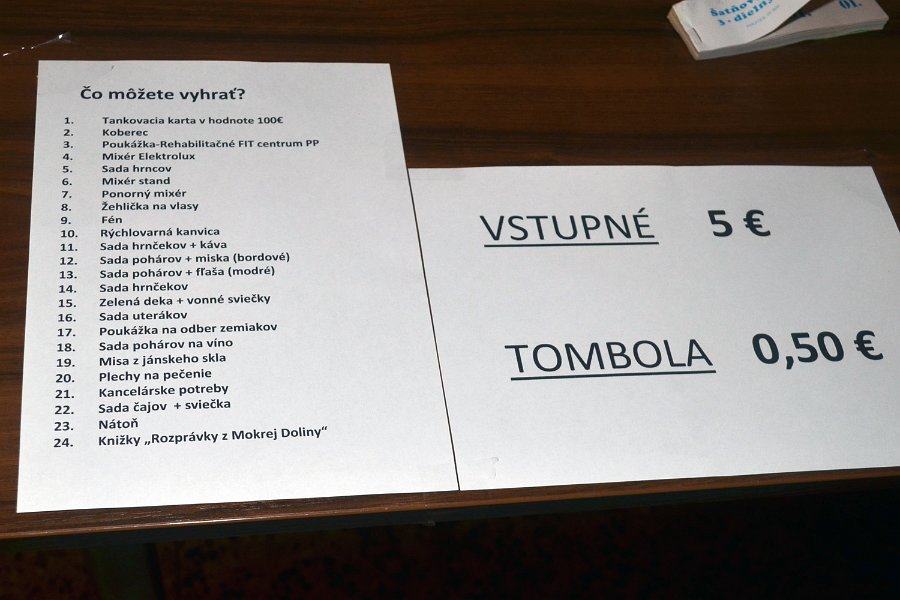 Šatňov
3-dielny
01.
Čo môžete vyhrať?
1. Tankovacia karta v hodnote 100€
2. Koberec
3. Poukážka-Rehabilitačné FIT centrum PP
4. Mixér Elektrolux
5. Sada hrncov
6. Mixér stand
7. Ponorný mixér
8. Žehlička na vlasy
9. Fén
10. Rýchlovarná kanvica
11. Sada hrnčekov + káva
12. Sada pohárov + miska (bordové)
13. Sada pohárov + fľaša (modré)
14. Sada hrnčekov
15. Zelená deka + vonné sviečky
16. Sada uterákov
17. Poukážka na odber zemiakov
18. Sada pohárov na víno
19. Misa z jánskeho skla
20. Plechy na pečenie
21. Kancelárske potreby
22. Sada čajov + sviečka
23. Nátoň
24. Knižky „Rozprávky z Mokrej Doliny“
VSTUPNÉ 5 €
TOMBOLA 0,50 €